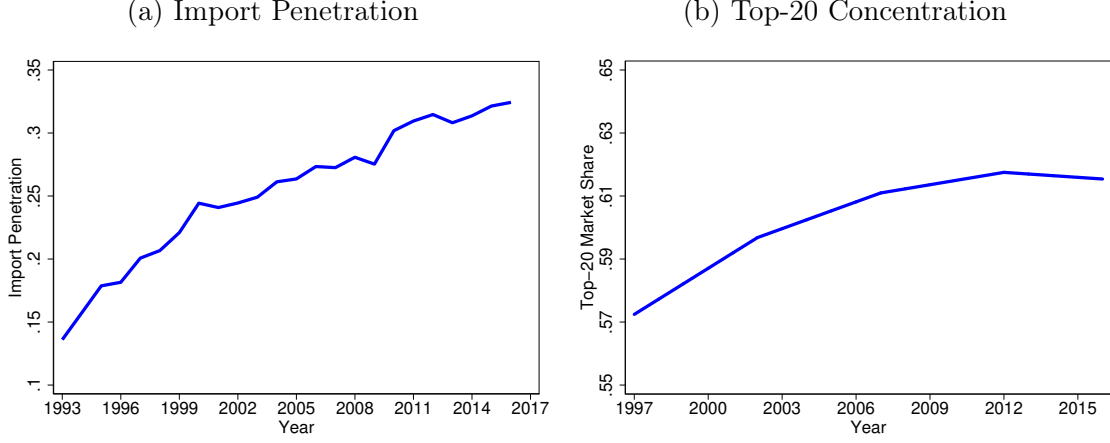 (a) Import Penetration
.35
.3
.25
.2
.15
.1
Import Penetration
1993 1996 1999 2002 2005 2008 2011 2014 2017
Year
(b) Top-20 Concentration
.65
.63
.61
.59
.57
.55
Top−20 Market Share
1997 2000 2003 2006 2009 2012 2015
Year